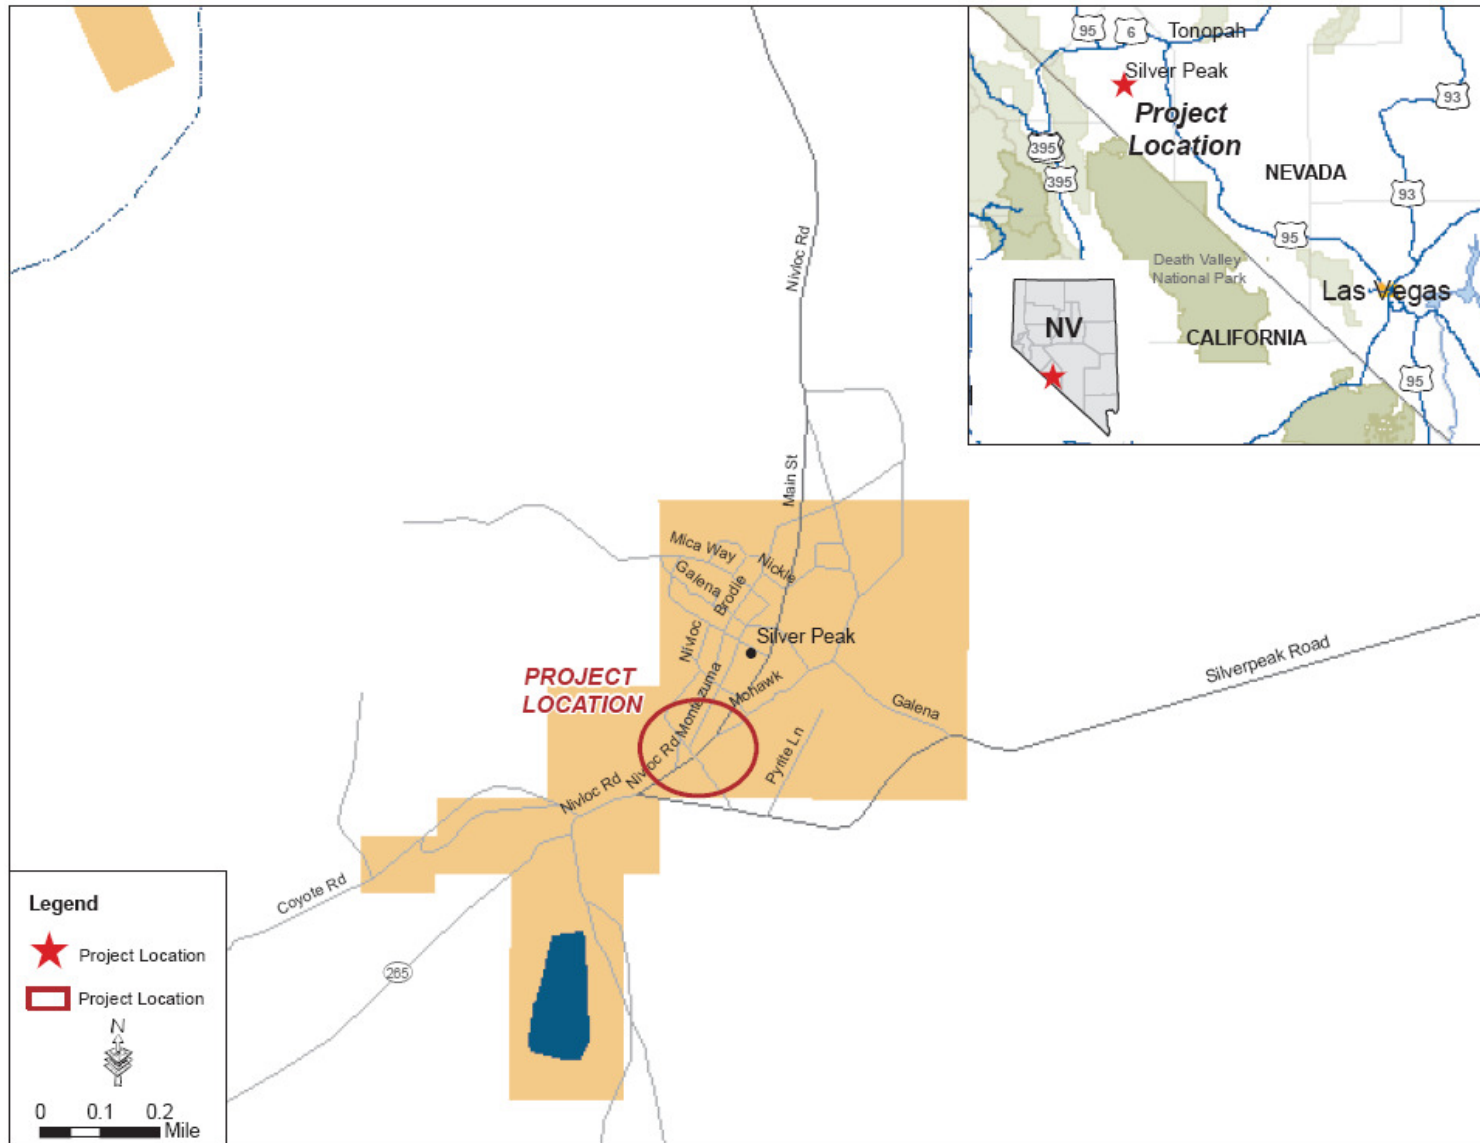 95
6
Tonopah
Silver Peak
Project
Location
93
395
395
NEVADA
93
95
Death Valley
National Park
Las Vegas
NV
CALIFORNIA
95
Nivloc Rd
Main St
Mica Way
Nickle
Galena
Brodie
Nivloc
Silver Peak
Silverpeak Road
PROJECT
LOCATION
Montezuma
Mohawk
Galena
Nivloc Rd
Pyrite Ln
Nivloc Rd
Coyote Rd
265
Legend
Project Location
Project Location
N
0 0.1 0.2
Mile